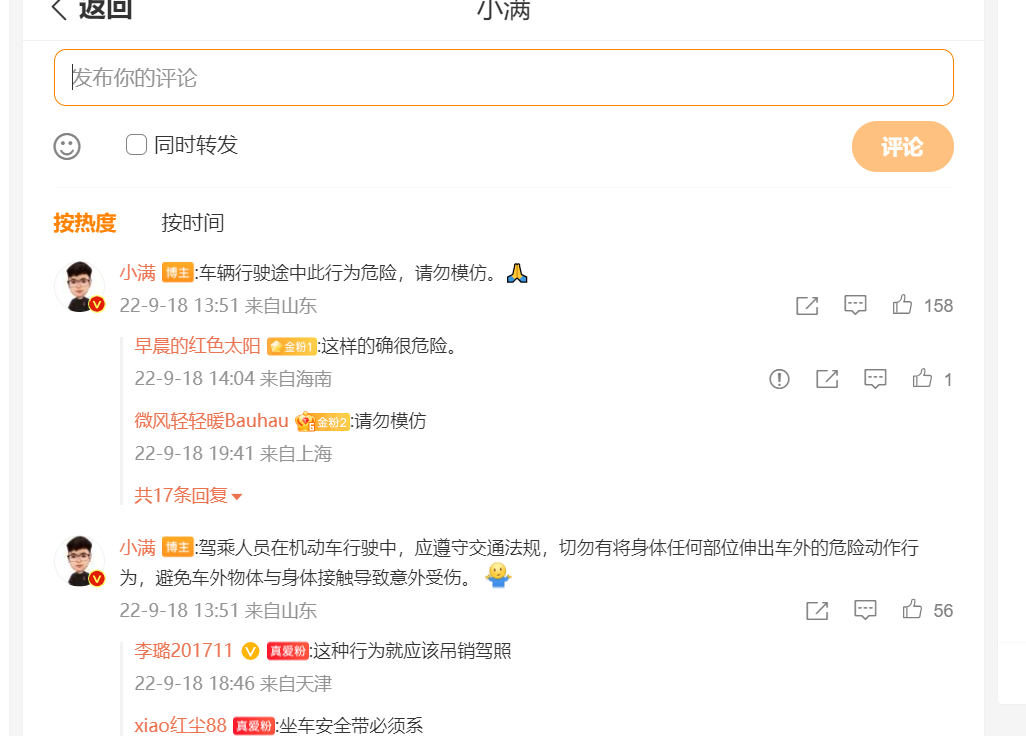 返回
小满
发布你的评论
同时转发
评论
按热度 按时间
小满 博主:车辆行驶途中此行为危险，请勿模仿。🙏
22-9-18 13:51 来自山东
158
早晨的红色太阳 金粉1:这样的确很危险。
22-9-18 14:04 来自海南
1
微风轻轻暖Bauhau 6 金粉2:请勿模仿
22-9-18 19:41 来自上海
共17条回复
小满 博主:驾乘人员在机动车行驶中，应遵守交通法规，切勿有将身体任何部位伸出车外的危险动作行
为，避免车外物体与身体接触导致意外受伤。🤷
22-9-18 13:51 来自山东
56
李璐201711 V 真爱粉:这种行为就应该吊销驾照
22-9-18 18:46 来自天津
xiao红尘88 真爱粉:坐车安全带必须系